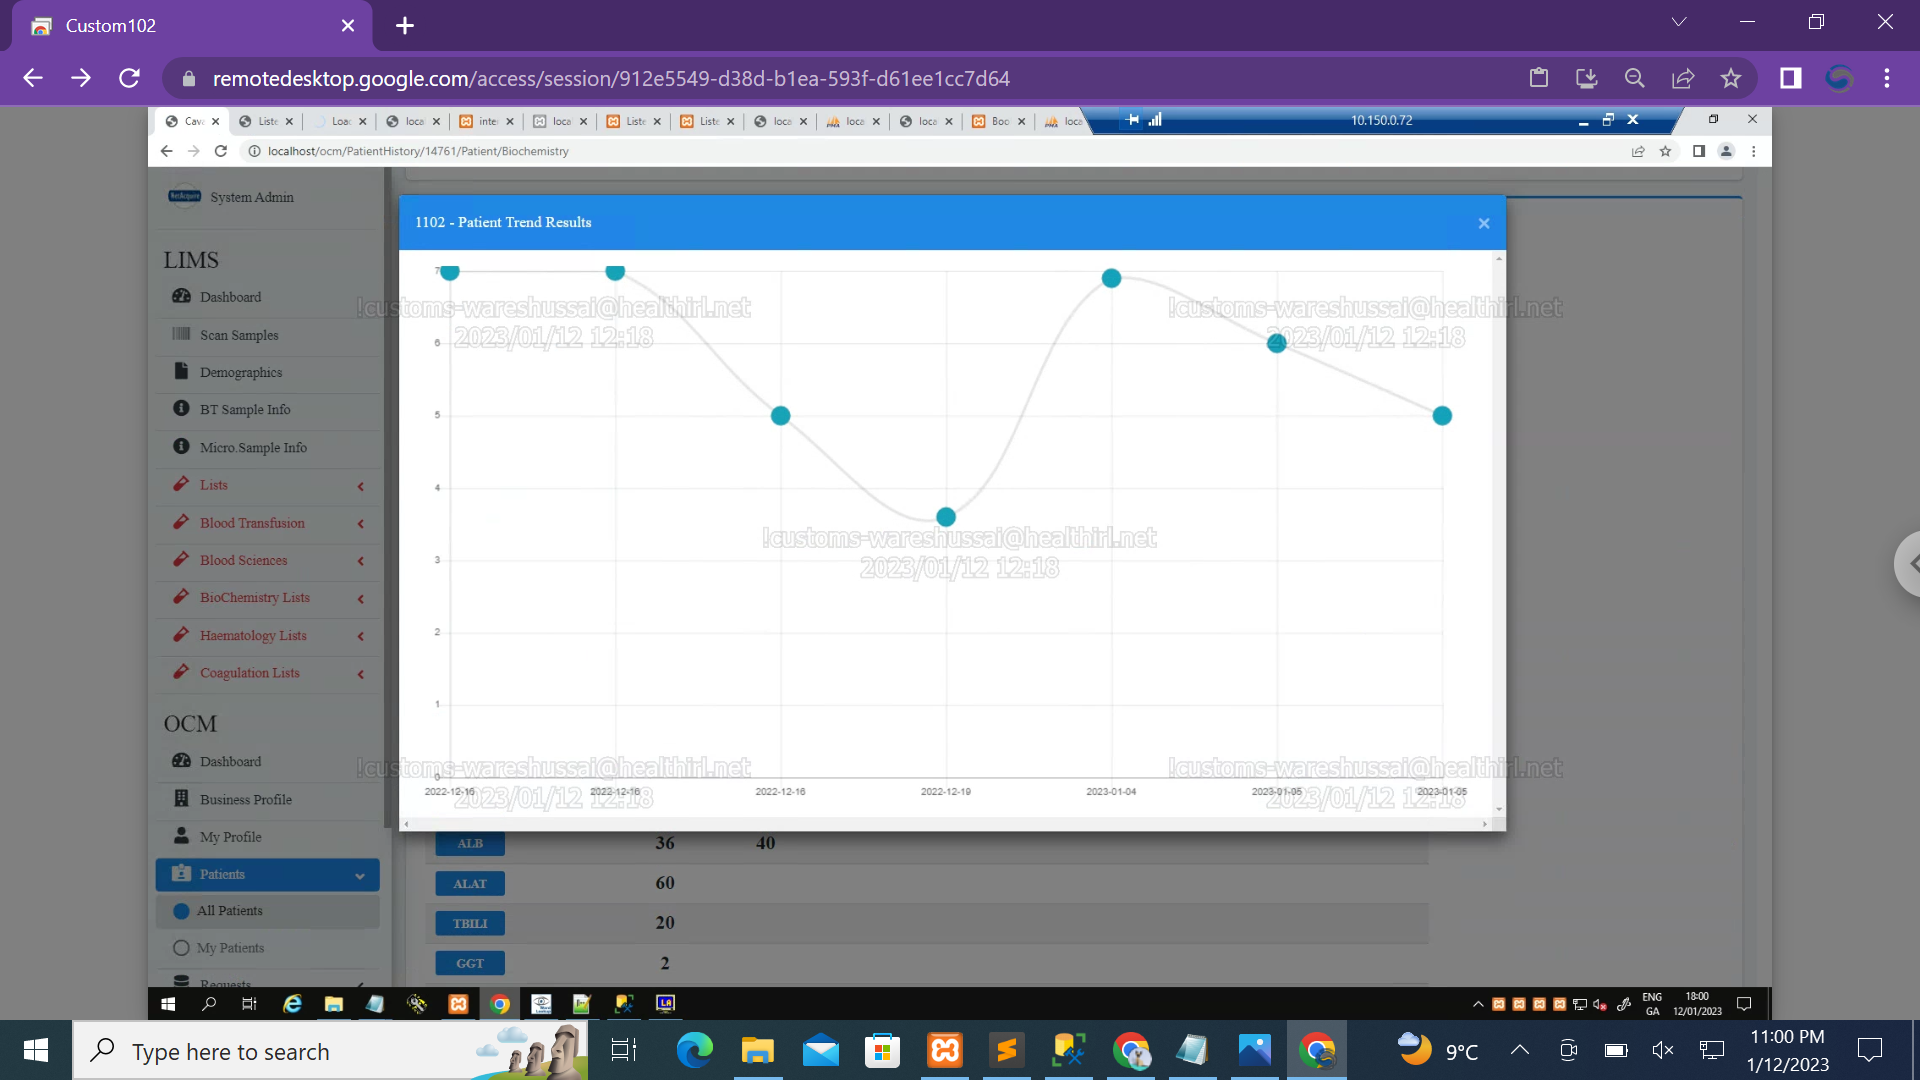 Custom102
remotedesktop.google.com/access/session/912e5549-d38d-b1ea-593f-d61ee1cc7d64
Cava
Liste
Loac
loca
inte
loca
Liste
Liste
loca
loca
loca
Boo
loca
10.150.0.72
localhost/ocm/PatientHistory/14761/Patient/Biochemistry
System Admin
LIMS
Dashboard
Scan Samples
Demographics
BT Sample Info
Micro.Sample Info
Lists
Blood Transfusion
Blood Sciences
BioChemistry Lists
Haematology Lists
Coagulation Lists
OCM
Dashboard
Business Profile
My Profile
Patients
All Patients
My Patients
Requests
1102 - Patient Trend Results
7
6
5
4
3
2
1
0
2022-12-16 2022-12-16 2022-12-16 2022-12-19 2023-01-04 2023-01-05 2023-01-05
!customs-wareshussai@healthirl.net
2023/01/12 12:18
!customs-wareshussai@healthirl.net
2023/01/12 12:18
!customs-wareshussai@healthirl.net
2023/01/12 12:18
!customs-wareshussai@healthirl.net
2023/01/12 12:18
!customs-wareshussai@healthirl.net
2023/01/12 12:18
ALB 36 40
ALAT 60
TBILI 20
GGT 2
ENG
GA
18:00
12/01/2023
Type here to search
9°C
11:00 PM
1/12/2023